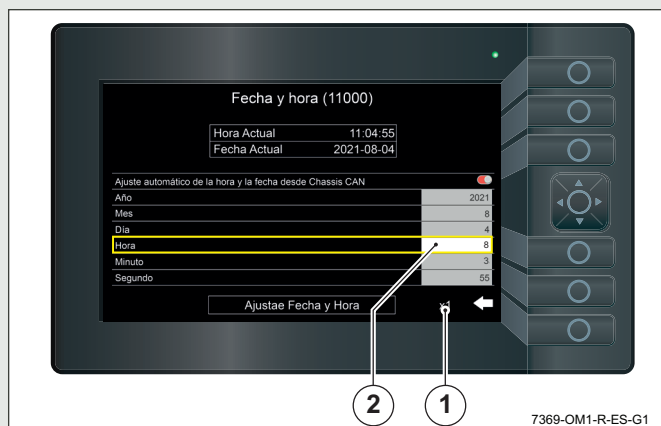 Fecha y hora (11000)
Hora Actual 11:04:55
Fecha Actual 2021-08-04
Ajuste automático de la hora y la fecha desde Chassis CAN
Año 2021
Mes 8
Día 4
Hora 8
Minuto 3
Segundo 55
Ajustae Fecha y Hora x1
2 1
7369-OM1-R-ES-G1